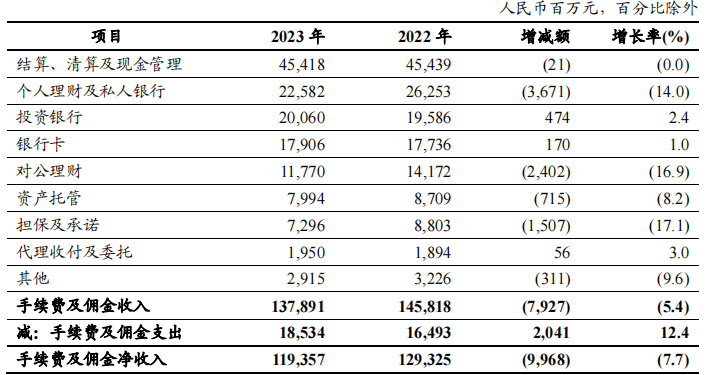 人民币百万元，百分比除外
项目 2023 年 2022 年 增减额 增长率(%)
结算、清算及现金管理 45,418 45,439 (21) (0.0)
个人理财及私人银行 22,582 26,253 (3,671) (14.0)
投资银行 20,060 19,586 474 2.4
银行卡 17,906 17,736 170 1.0
对公理财 11,770 14,172 (2,402) (16.9)
资产托管 7,994 8,709 (715) (8.2)
担保及承诺 7,296 8,803 (1,507) (17.1)
代理收付及委托 1,950 1,894 56 3.0
其他 2,915 3,226 (311) (9.6)
手续费及佣金收入 137,891 145,818 (7,927) (5.4)
减：手续费及佣金支出 18,534 16,493 2,041 12.4
手续费及佣金净收入 119,357 129,325 (9,968) (7.7)